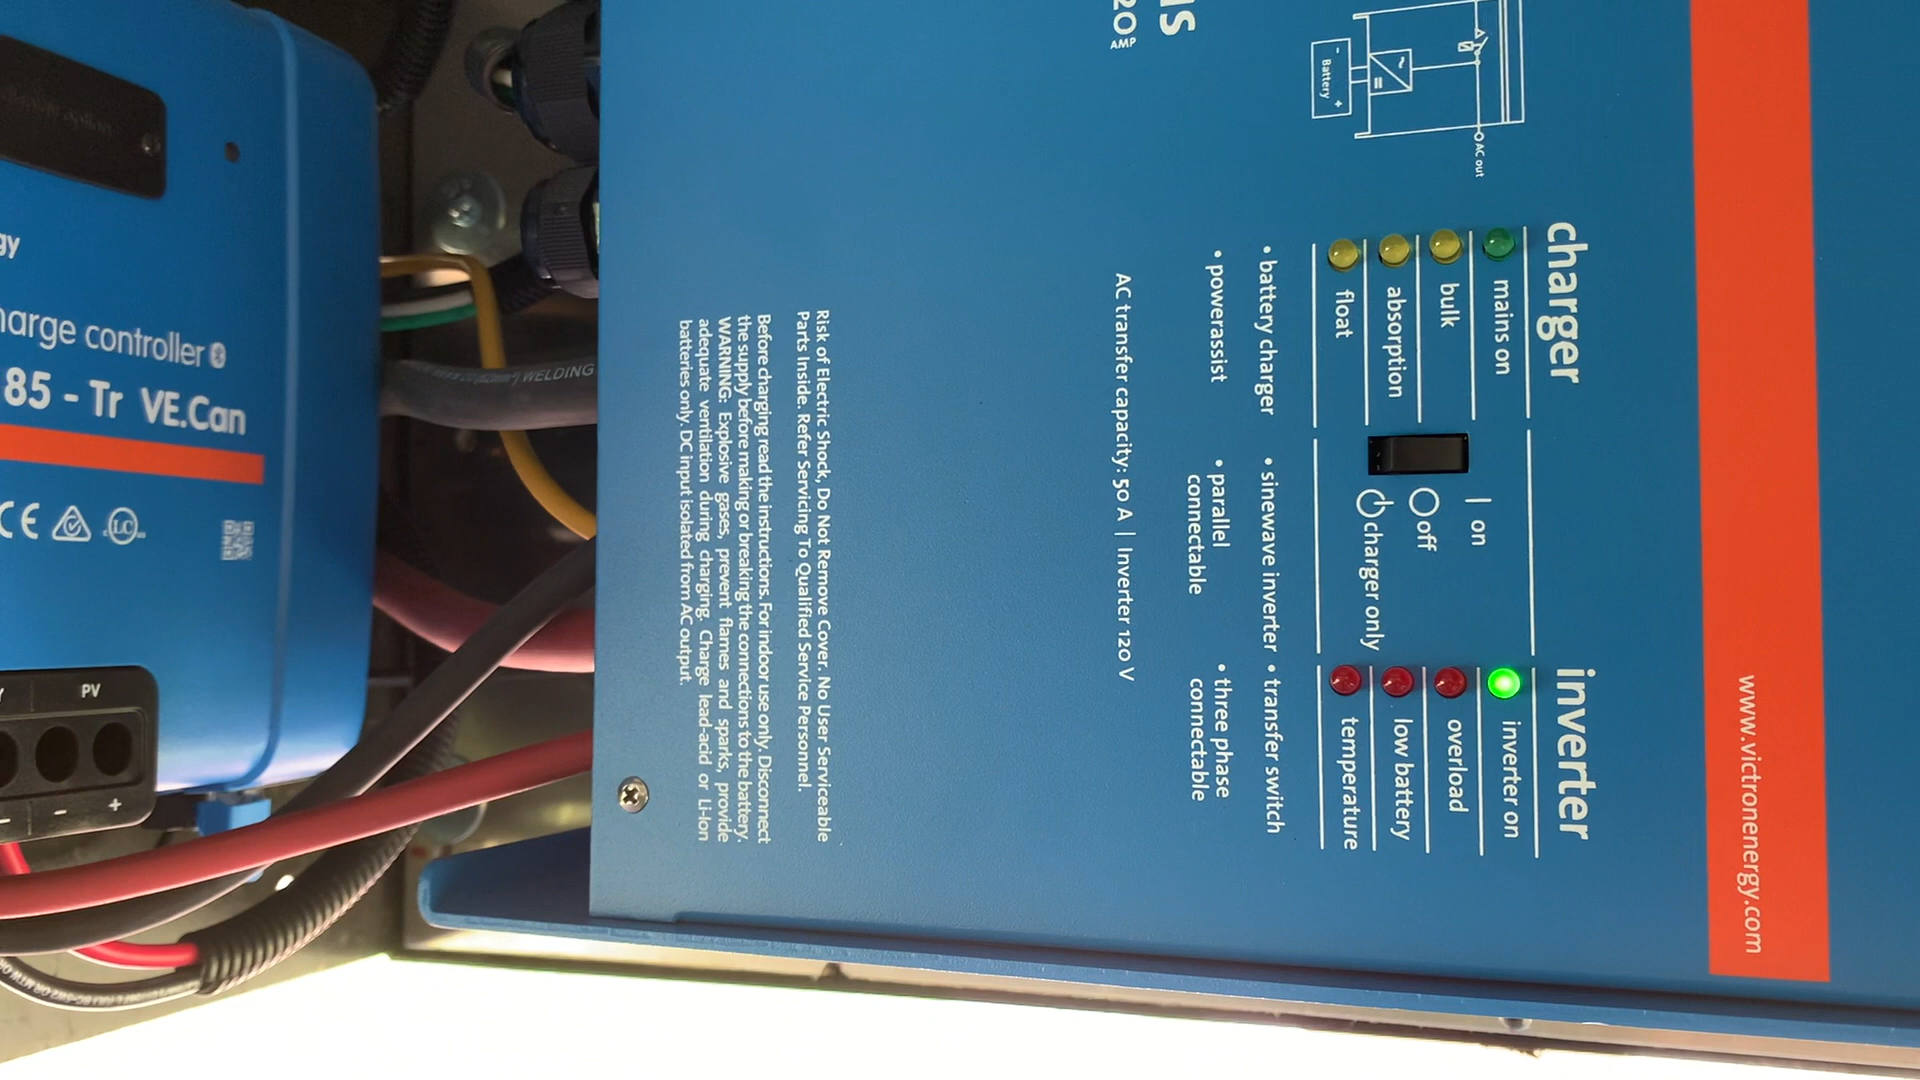 gy
harge controller
85 - Tr VE.Can
CE
PV
+
-
WELDING
us
20
AMP
- Battery +
AC out
charger
mains on
bulk
absorption
float
| on
off
charger only
inverter
inverter on
overload
low battery
temperature
• battery charger
• sinewave inverter
• transfer switch
• powerassist
• parallel
connectable
• three phase
connectable
AC transfer capacity: 50 A | Inverter 120 V
Risk of Electric Shock, Do Not Remove Cover. No User Serviceable
Parts Inside. Refer Servicing To Qualified Service Personnel.
Before charging read the instructions. For indoor use only. Disconnect
the supply before making or breaking the connections to the battery.
WARNING: Explosive gases, prevent flames and sparks, provide
adequate ventilation during charging. Charge lead-acid or Li-Ion
batteries only. DC input isolated from AC output.
www.victronenergy.com